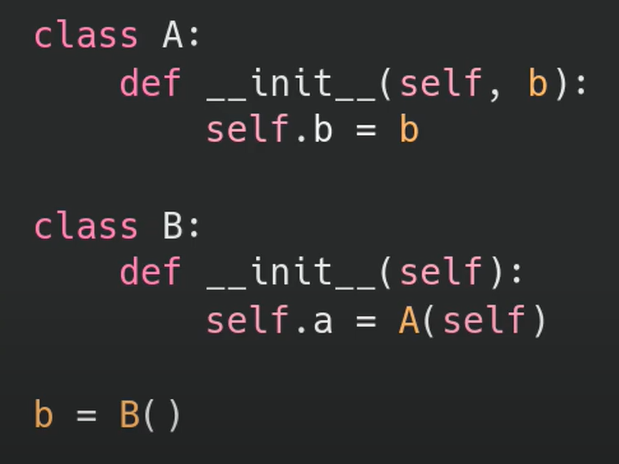 class A:
    def __init__(self, b):
        self.b = b
class B:
    def __init__(self):
        self.a = A(self)
b = B()